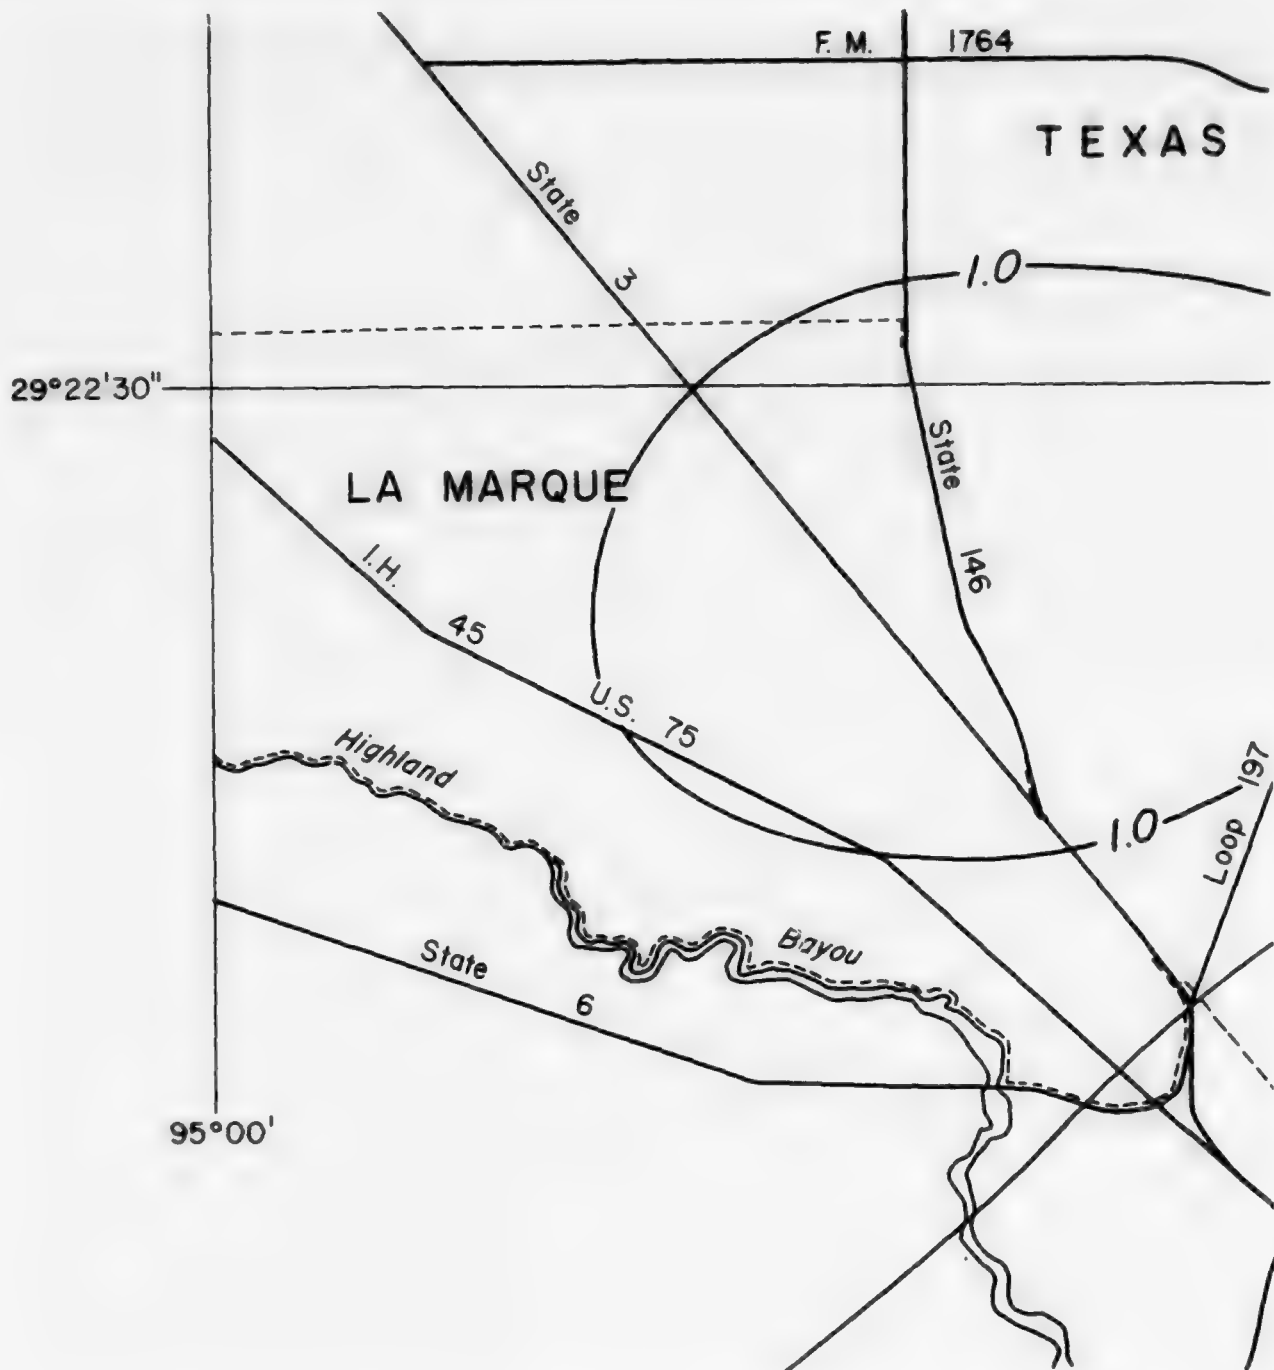 F. M. 1764
TEXAS
State 3
1.0
29°22'30"
State 146
LA MARQUE
I.H. 45
U.S. 75
Highland Bayou
1.0
Loop 197
State 6
95°00'